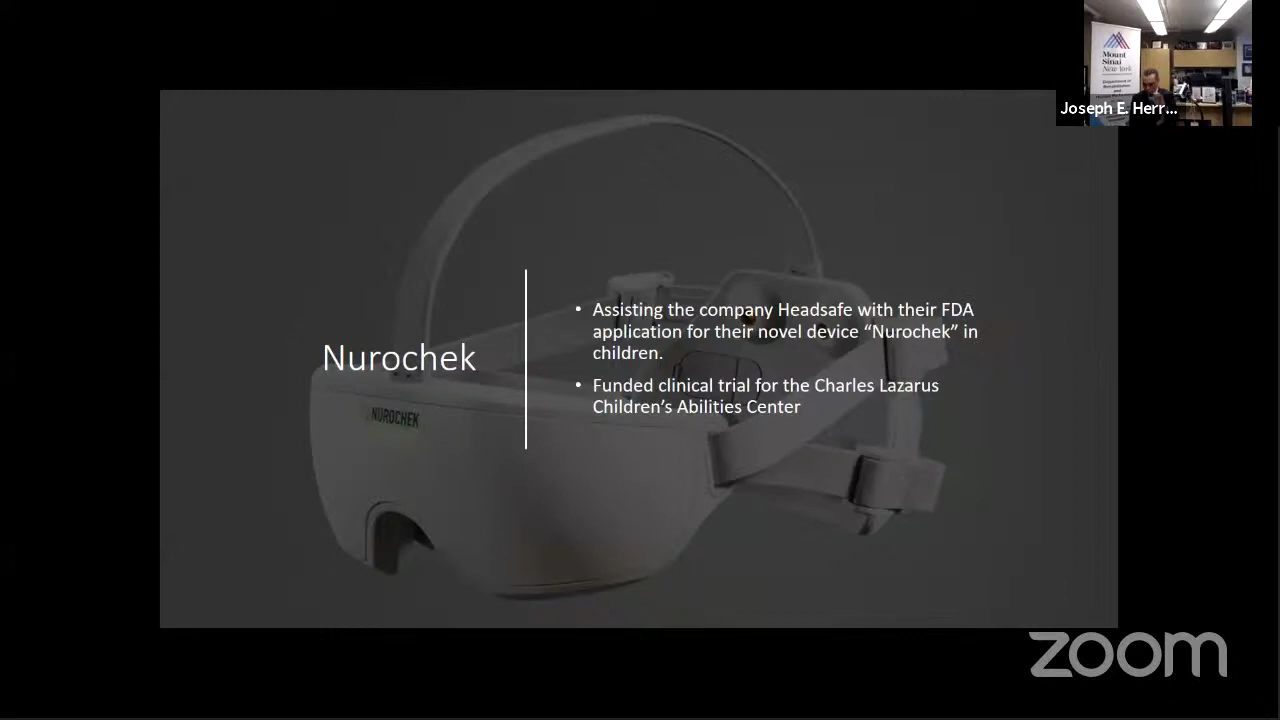 Mount
Sinai
New York
Joseph E. Herr...
Nurochek
• Assisting the company Headsafe with their FDA
application for their novel device “Nurochek” in
children.
• Funded clinical trial for the Charles Lazarus
Children’s Abilities Center
NUROCHEK
zoom